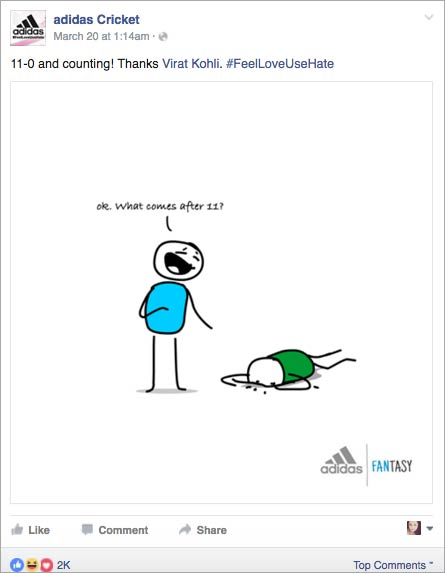 adidas Cricket
March 20 at 1:14am ·
11-0 and counting! Thanks Virat Kohli. #FeelLoveUseHate
ok. What comes after 11?
adidas FANTASY
Like Comment Share
2K Top Comments